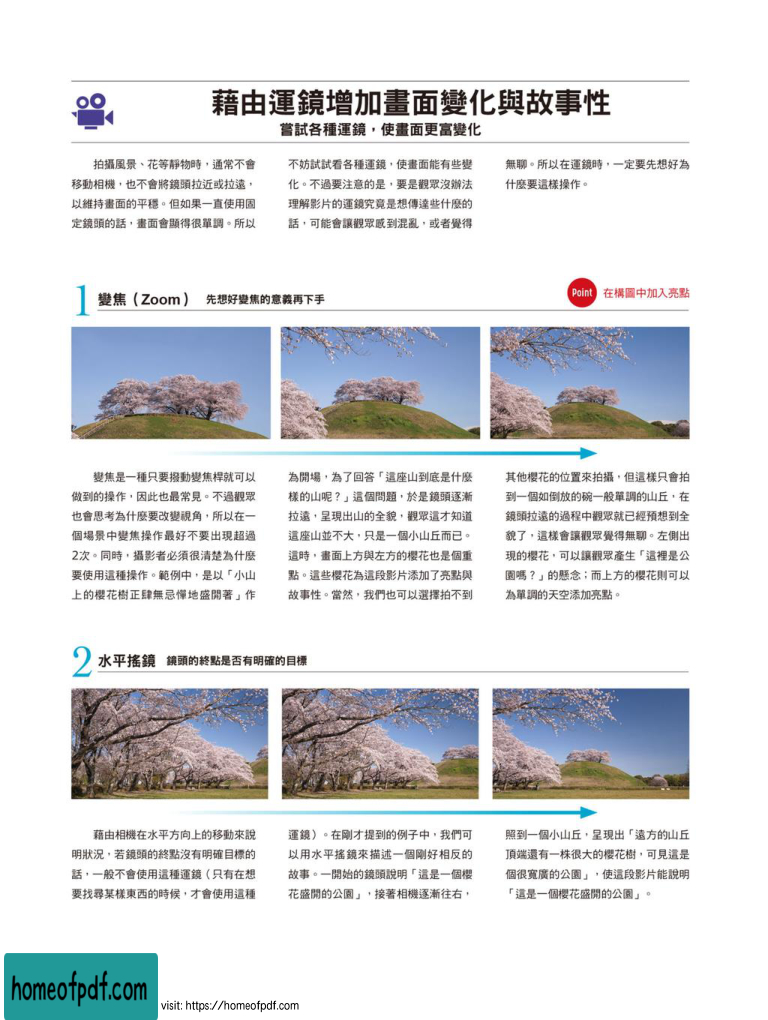 藉由運鏡增加畫面變化與故事性
嘗試各種運鏡，使畫面更富變化
拍攝風景、花等靜物時，通常不會
移動相機，也不會將鏡頭拉近或拉遠，
以維持畫面的平穩。但如果一直使用固
定鏡頭的話，畫面會顯得很單調。所以
不妨試試看各種運鏡，使畫面能有些變
化。不過要注意的是，要是觀眾沒辦法
理解影片的運鏡究竟是想傳達些什麼的
話，可能會讓觀眾感到混亂，或者覺得
無聊。所以在運鏡時，一定要先想好為
什麼要這樣操作。
1 變焦（Zoom） 先想好變焦的意義再下手
Point 在構圖中加入亮點
變焦是一種只要撥動變焦桿就可以
做到的操作，因此也最常見。不過觀眾
也會思考為什麼要改變視角，所以在一
個場景中變焦操作最好不要出現超過
2次。同時，攝影者必須很清楚為什麼
要使用這種操作。範例中，是以「小山
上的櫻花樹正肆無忌憚地盛開著」作
為開場，為了回答「這座山到底是什麼
樣的山呢？」這個問題，於是鏡頭逐漸
拉遠，呈現出山的全貌，觀眾這才知道
這座山並不大，只是一個小山丘而已。
這時，畫面上方與左方的櫻花也是個重
點。這些櫻花為這段影片添加了亮點與
故事性。當然，我們也可以選擇拍不到
其他櫻花的位置來拍攝，但這樣只會拍
到一個如倒放的碗一般單調的山丘，在
鏡頭拉遠的過程中觀眾就已經預想到全
貌了，這樣會讓觀眾覺得無聊。左側出
現的櫻花，可以讓觀眾產生「這裡是公
園嗎？」的懸念；而上方的櫻花則可以
為單調的天空添加亮點。
2 水平搖鏡 鏡頭的終點是否有明確的目標
藉由相機在水平方向上的移動來說
明狀況，若鏡頭的終點沒有明確目標的
話，一般不會使用這種運鏡（只有在想
要找尋某樣東西的時候，才會使用這種
運鏡）。在剛才提到的例子中，我們可
以用水平搖鏡來描述一個剛好相反的
故事。一開始的鏡頭說明「這是一個櫻
花盛開的公園」，接著相機逐漸往右，
照到一個小山丘，呈現出「遠方的山丘
頂端還有一株很大的櫻花樹，可見這是
個很寬廣的公園」，使這段影片能說明
「這是一個櫻花盛開的公園」。
homeofpdf.com
visit: https://homeofpdf.com